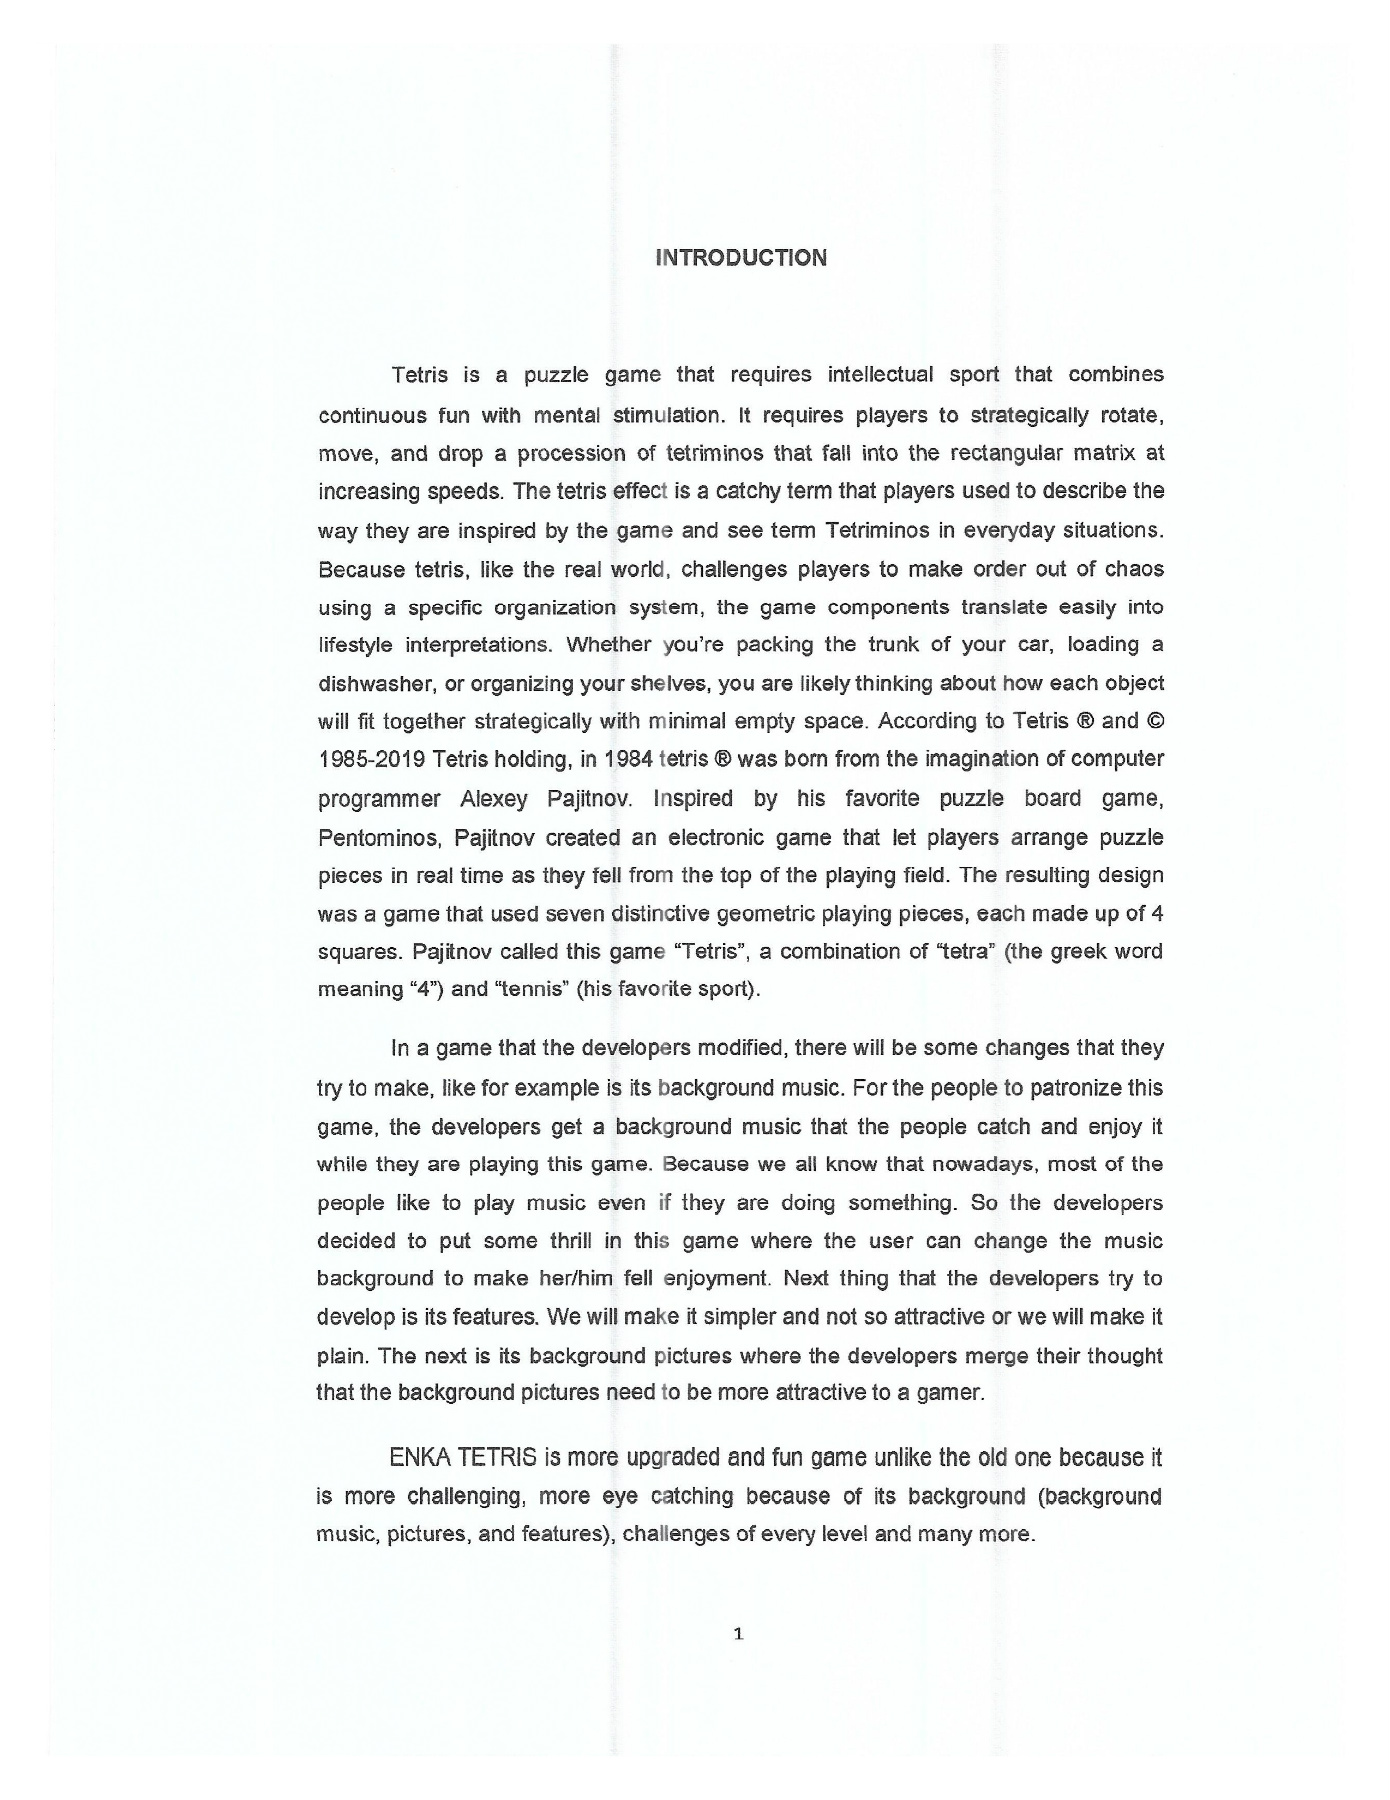 INTRODUCTION
Tetris is a puzzle game that requires intellectual sport that combines
continuous fun with mental stimulation. It requires players to strategically rotate,
move, and drop a procession of tetriminos that fall into the rectangular matrix at
increasing speeds. The tetris effect is a catchy term that players used to describe the
way they are inspired by the game and see term Tetriminos in everyday situations.
Because tetris, like the real world, challenges players to make order out of chaos
using a specific organization system, the game components translate easily into
lifestyle interpretations. Whether you're packing the trunk of your car, loading a
dishwasher, or organizing your shelves, you are likely thinking about how each object
will fit together strategically with minimal empty space. According to Tetris ® and ©
1985-2019 Tetris holding, in 1984 tetris ® was born from the imagination of computer
programmer Alexey Pajitnov. Inspired by his favorite puzzle board game,
Pentominos, Pajitnov created an electronic game that let players arrange puzzle
pieces in real time as they fell from the top of the playing field. The resulting design
was a game that used seven distinctive geometric playing pieces, each made up of 4
squares. Pajitnov called this game “Tetris”, a combination of “tetra” (the greek word
meaning “4”) and “tennis” (his favorite sport).
In a game that the developers modified, there will be some changes that they
try to make, like for example is its background music. For the people to patronize this
game, the developers get a background music that the people catch and enjoy it
while they are playing this game. Because we all know that nowadays, most of the
people like to play music even if they are doing something. So the developers
decided to put some thrill in this game where the user can change the music
background to make her/him fell enjoyment. Next thing that the developers try to
develop is its features. We will make it simpler and not so attractive or we will make it
plain. The next is its background pictures where the developers merge their thought
that the background pictures need to be more attractive to a gamer.
ENKA TETRIS is more upgraded and fun game unlike the old one because it
is more challenging, more eye catching because of its background (background
music, pictures, and features), challenges of every level and many more.
1